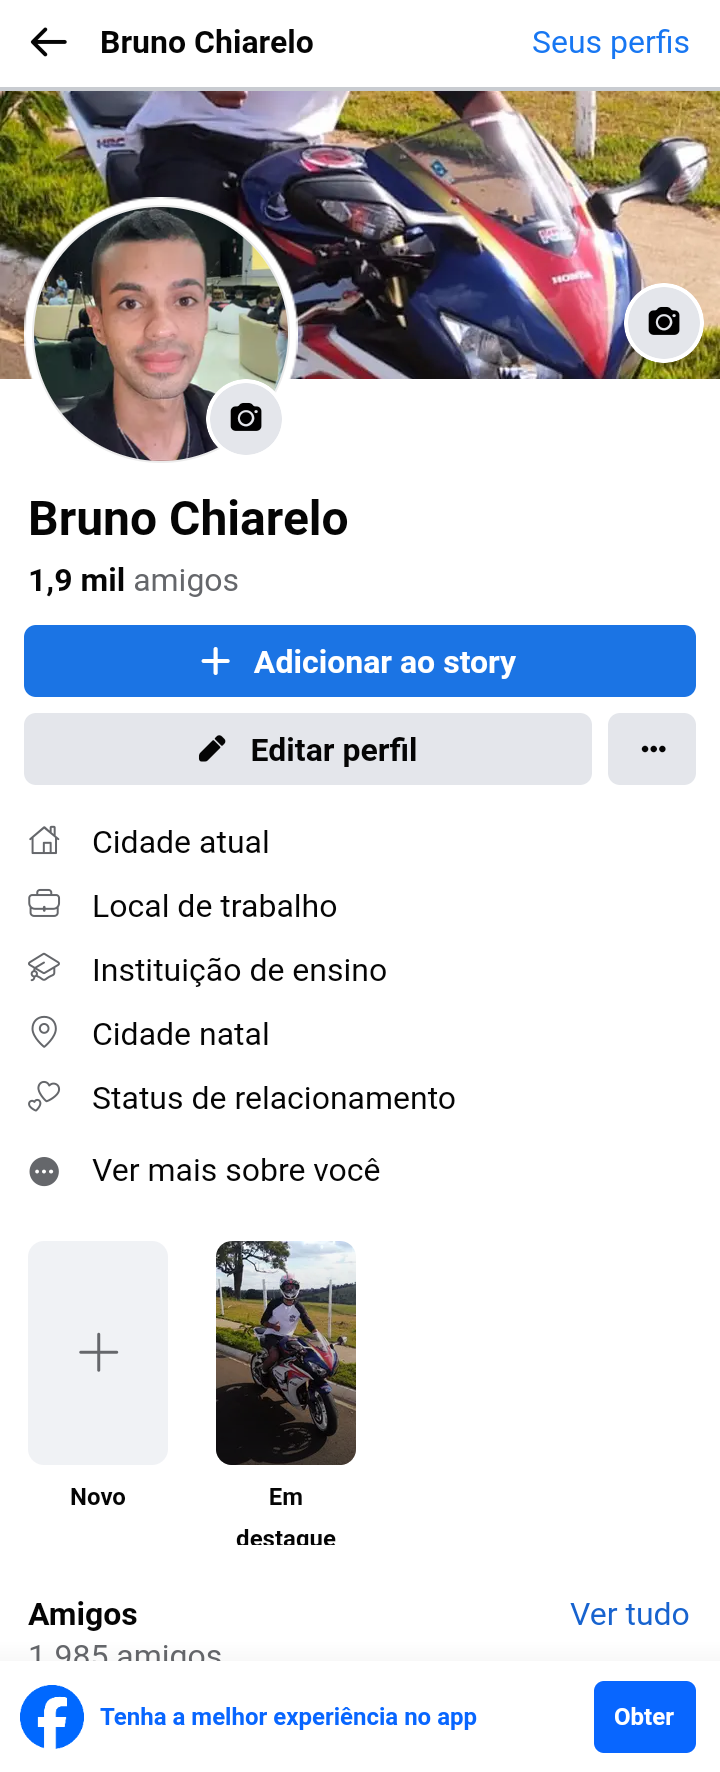 Bruno Chiarelo
Seus perfis
HRC
HONDA
Bruno Chiarelo
1,9 mil amigos
Adicionar ao story
Editar perfil
Cidade atual
Local de trabalho
Instituição de ensino
Cidade natal
Status de relacionamento
Ver mais sobre você
Novo
Em
destaque
Amigos
Ver tudo
1.985 amigos
Tenha a melhor experiência no app
Obter